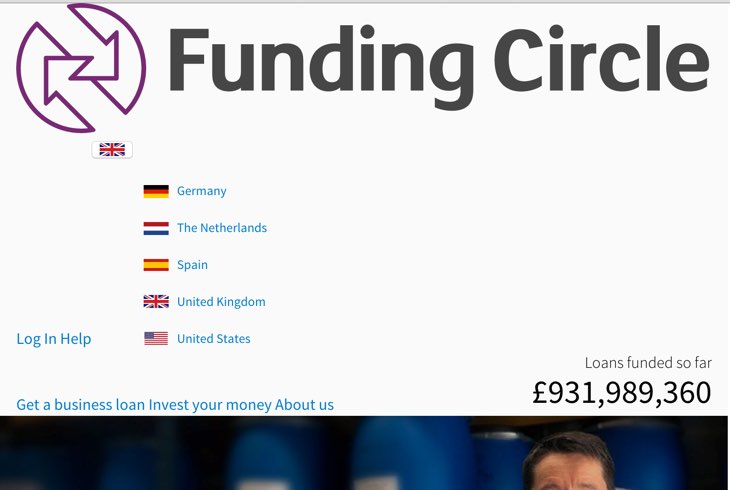 Funding Circle
Germany
The Netherlands
Spain
United Kingdom
Log In Help
United States
Loans funded so far
£931,989,360
Get a business loan Invest your money About us